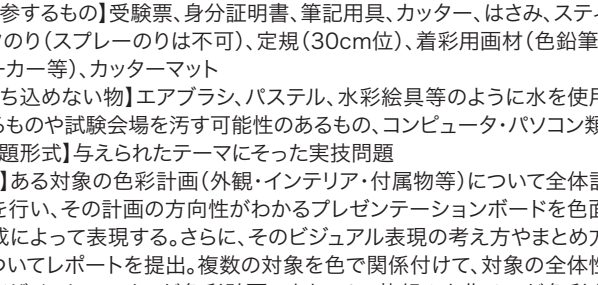 参するもの】受験票、身分証明書、筆記用具、カッター、はさみ、スティ
のり(スプレーのりは不可)、定規(30cm位)、着彩用画材(色鉛筆
ーカー等)、カッターマット
ち込めない物】エアブラシ、パステル、水彩絵具等のように水を使用
るものや試験会場を汚す可能性のあるもの、コンピュータ・パソコン類
題形式】与えられたテーマにそった実技問題
】ある対象の色彩計画(外観・インテリア・付属物等)について全体計
を行い、その計画の方向性がわかるプレゼンテーションボードを色面
成によって表現する。さらに、そのビジュアル表現の考え方やまとめ方
ついてレポートを提出。複数の対象を色で関係付けて、対象の全体性